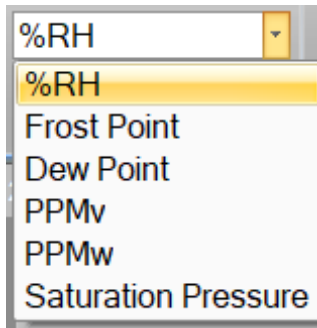 %RH
%RH
Frost Point
Dew Point
PPMv
PPMw
Saturation Pressure